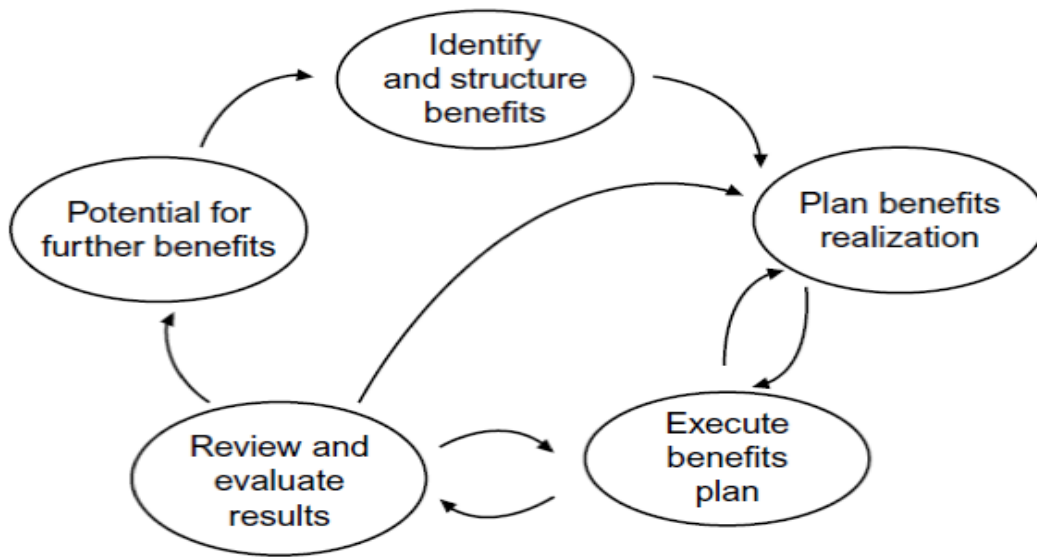 Identify
and structure
benefits
Plan benefits
realization
Potential for
further benefits
Execute
benefits
plan
Review and
evaluate
results